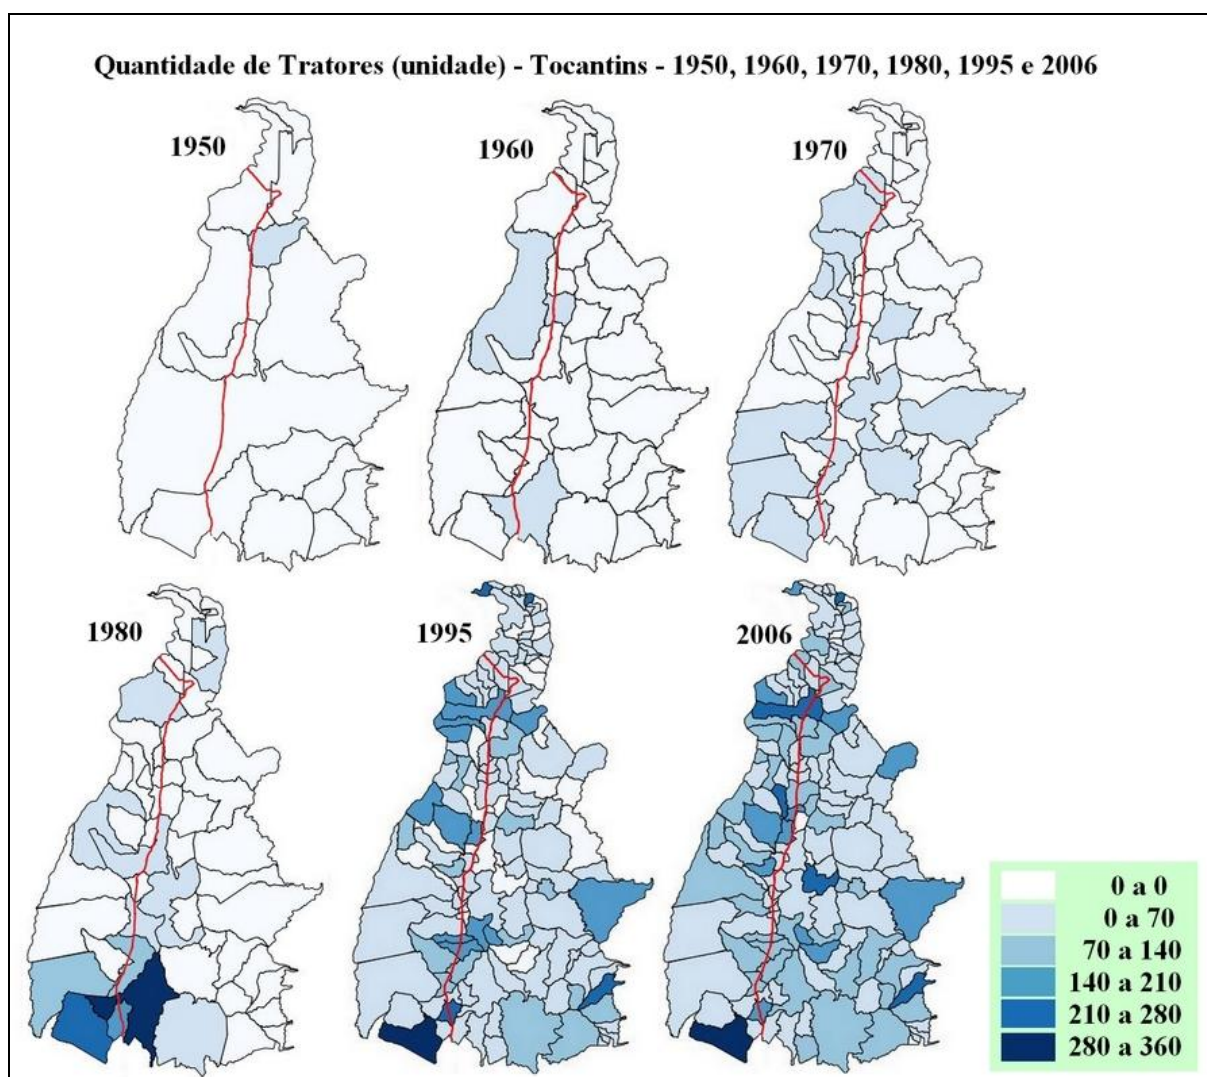 Quantidade de Tratores (unidade) - Tocantins - 1950, 1960, 1970, 1980, 1995 e 2006
1950
1960
1970
1980
1995
2006
0 a 0
0 a 70
70 a 140
140 a 210
210 a 280
280 a 360